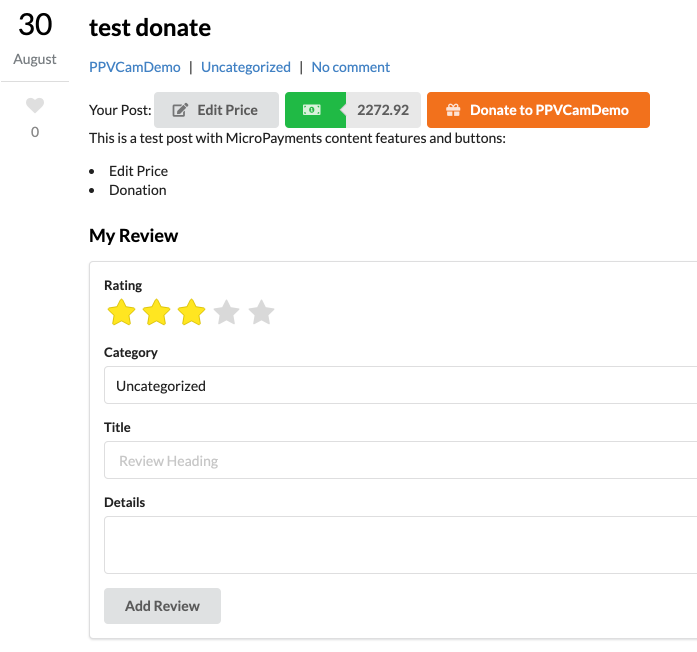 30
August
0
test donate
PPVCamDemo | Uncategorized | No comment
Your Post: Edit Price 2272.92 Donate to PPVCamDemo
This is a test post with MicroPayments content features and buttons:
• Edit Price
• Donation
My Review
Rating
Category
Uncategorized
Title
Review Heading
Details
Add Review